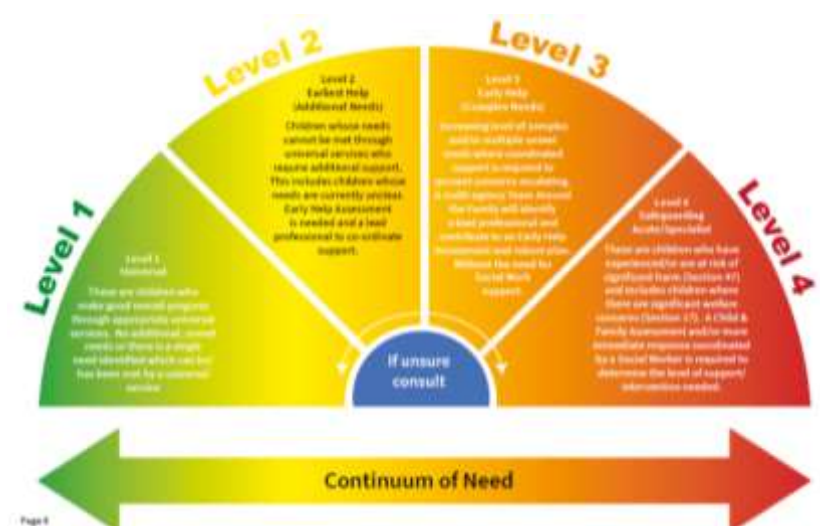 Level 1
Level 2
Level 3
Level 4
Level 1
Universal
These are children who
make good overall progress
through appropriate universal
services. No additional, unmet
needs or there is a single
need identified which can be/
has been met by a universal
service
Level 2
Earliest Help
(Additional Needs)
Children whose needs
cannot be met through
universal services who
require additional support.
This includes children whose
needs are currently unclear.
Early Help Assessment
is needed and a lead
professional to co-ordinate
support.
Level 3
Early Help
(Complex Needs)
level of complex
and/or multiple unmet
needs where coordinated
support is required to
prevent concerns escalating.
A multi-agency Team Around
the Family will identify
a lead professional and
contribute to an Early Help
Assessment and
Without the need for
Social Work
support
Level 4
Safeguarding
Acute/Specialist
These are children who have
experienced/or are at risk of
significant harm (Section 47)
and includes children where
there are significant welfare
concerns (Section 17). A Child &
Family Assessment and/or more
immediate response coordinated
by a Social Worker is required to
determine the level of support/
intervention needed.
If unsure
consult
Continuum of Need
Page